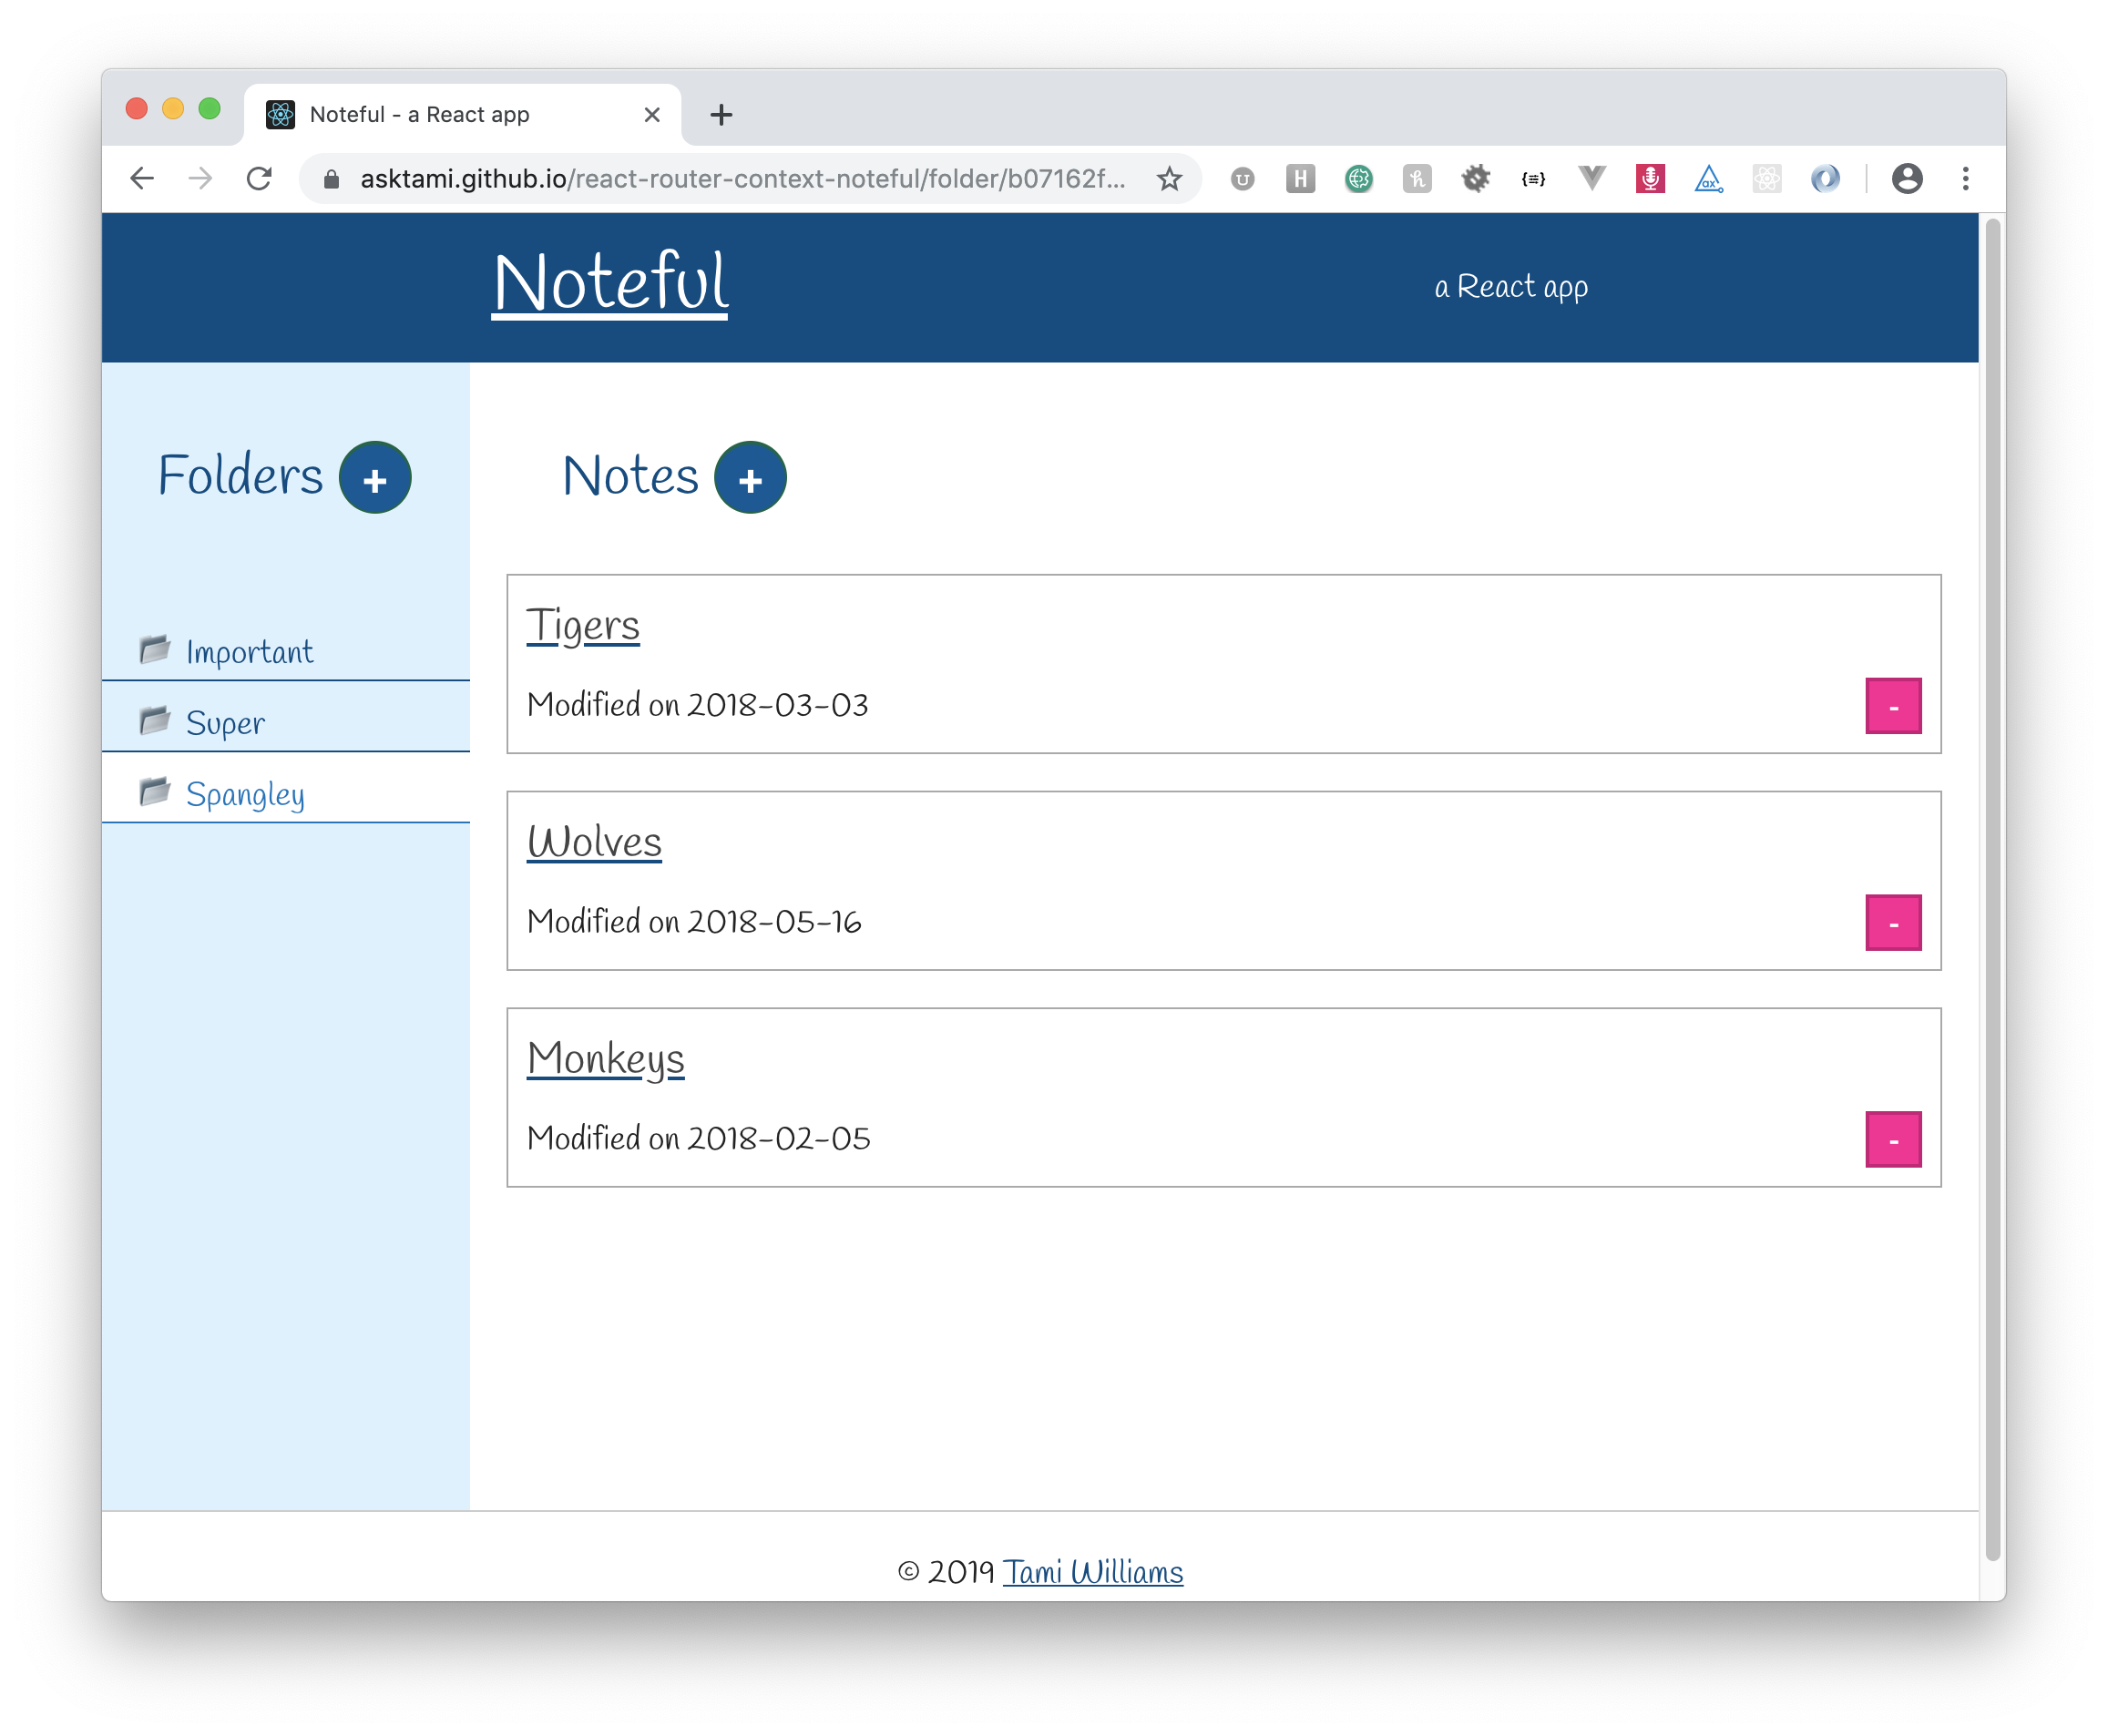 Noteful - a React app
asktami.github.io/react-router-context-noteful/folder/b07162f...
Noteful
a React app
Folders +
Important
Super
Spangley
Notes +
Tigers
Modified on 2018-03-03
-
Wolves
Modified on 2018-05-16
-
Monkeys
Modified on 2018-02-05
-
© 2019 Tami Williams